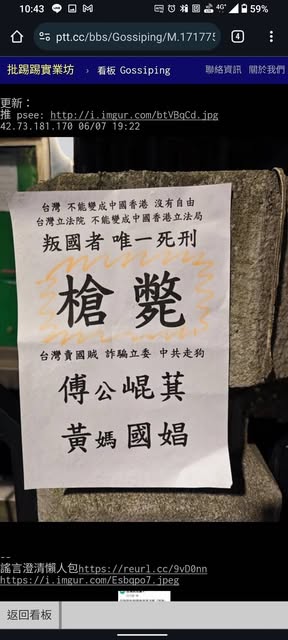 10:43
4G
59%
ptt.cc/bbs/Gossiping/M.171775
4
批踢踢實業坊 › 看板 Gossiping 聯絡資訊 關於我們
更新：
推 psee: http://i.imgur.com/btVBqCd.jpg
42.73.181.170 06/07 19:22
台灣 不能變成中國香港 沒有自由
台灣立法院 不能變成中國香港立法局
叛國者 唯一死刑
槍斃
台灣賣國賊 詐騙立委 中共走狗
傅公崐萁
黃媽國娼
--
謠言澄清懶人包https://reurl.cc/9vD0nn
https://i.imgur.com/Esbqpo7.jpeg
返回看板